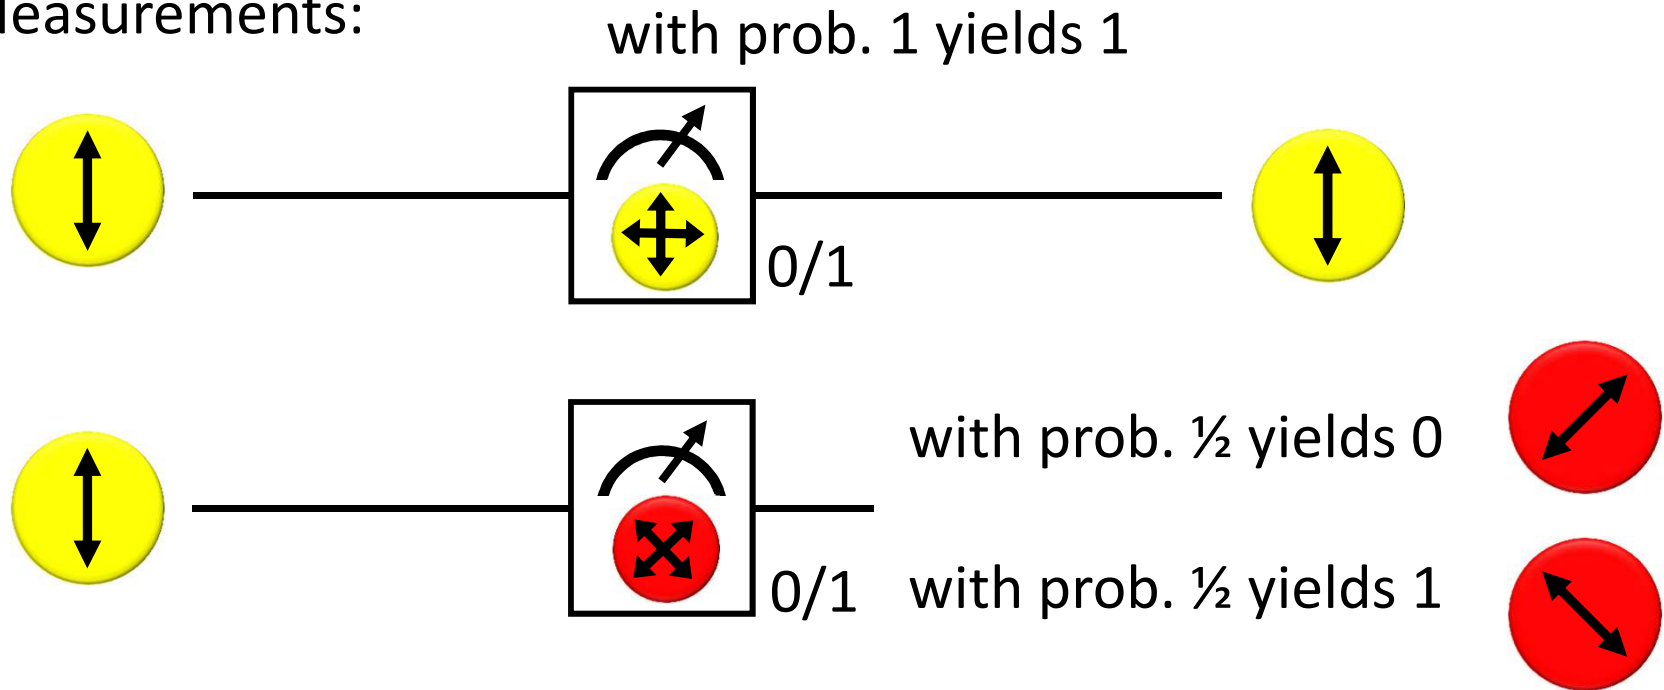 leasurements:
with prob. 1 yields 1
0/1
with prob. ½ yields 0
0/1
with prob. ½ yields 1